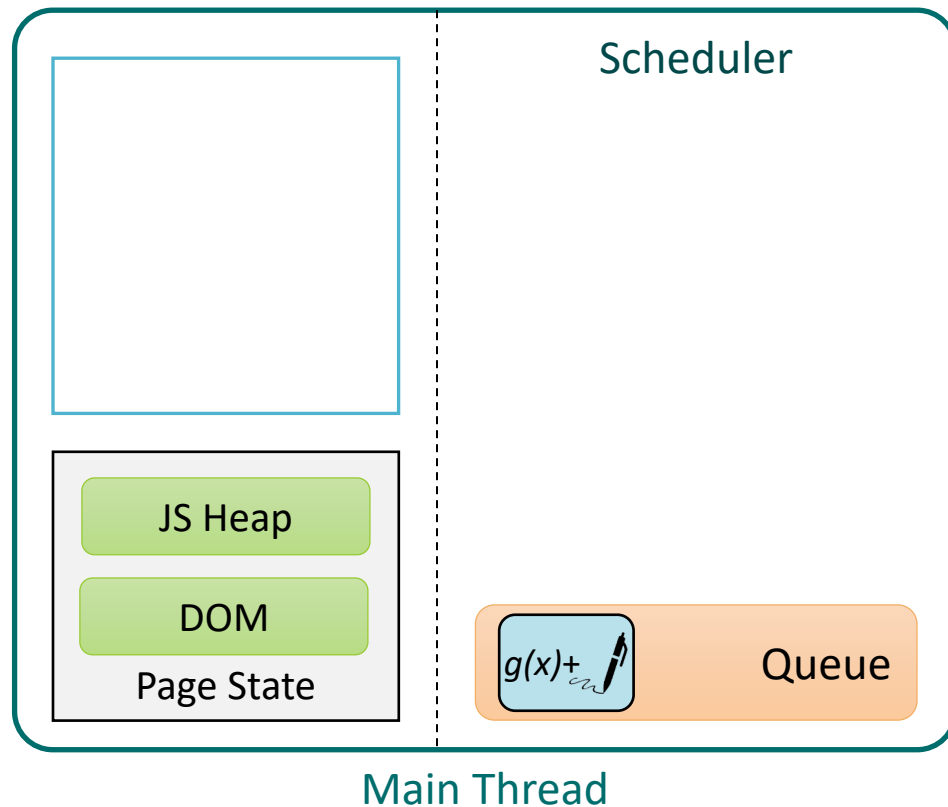 Scheduler
JS Heap
DOM
Page State
g(x)+
Queue
Main Thread